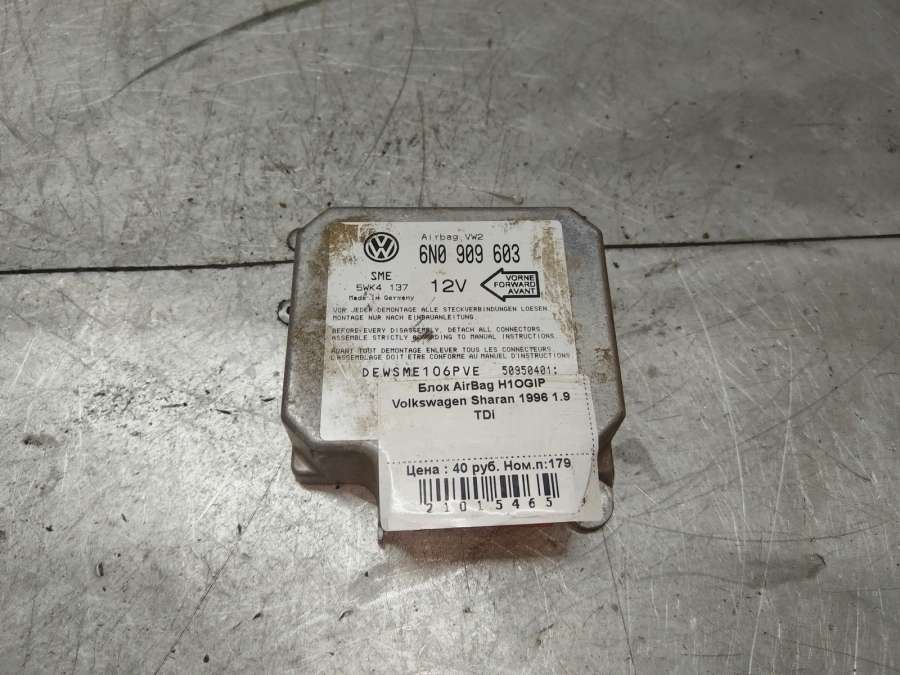 Airbag VW2
6N0 909 603
SME
5WK4 137
Made in Germany
12V
VORNE
FORWARD
AVANT
VOR JEDER DEMONTAGE ALLE STECKVERBINDUNGEN LOESEN
MONTAGE NUR NACH EINBAUANLEITUNG
BEFORE EVERY DISASSEMBLY, DETACH ALL CONNECTORS
ASSEMBLE STRICTLY ACCORDING TO MANUAL INSTRUCTIONS
AVANT TOUT DEMONTAGE ENLEVER TOUS LES CONNECTEURS
L'ASSEMBLAGE DOIT ETRE CONFORME AU MANUEL D'INSTRUCTIONS
DEWSME106PVE 50950401:
Блок AirBag H1OGIP
Volkswagen Sharan 1996 1.9
TDi
Цена : 40 руб. Ном.п:179
21015465